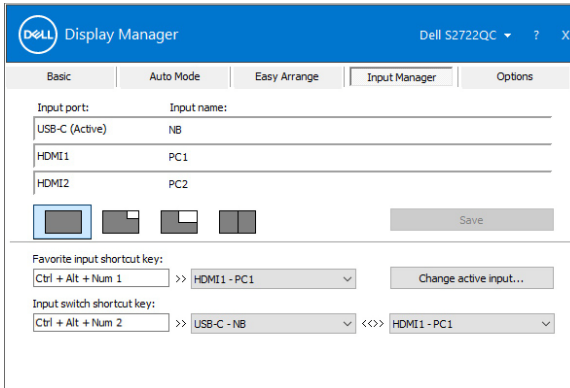 DELL Display Manager Dell S2722QC ? X
Basic Auto Mode Easy Arrange Input Manager Options
Input port: Input name:
USB-C (Active) NB
HDMI1 PC1
HDMI2 PC2
Save
Favorite input shortcut key:
Ctrl + Alt + Num 1 >> HDMI1 - PC1 Change active input...
Input switch shortcut key:
Ctrl + Alt + Num 2 >> USB-C - NB <<>> HDMI1 - PC1